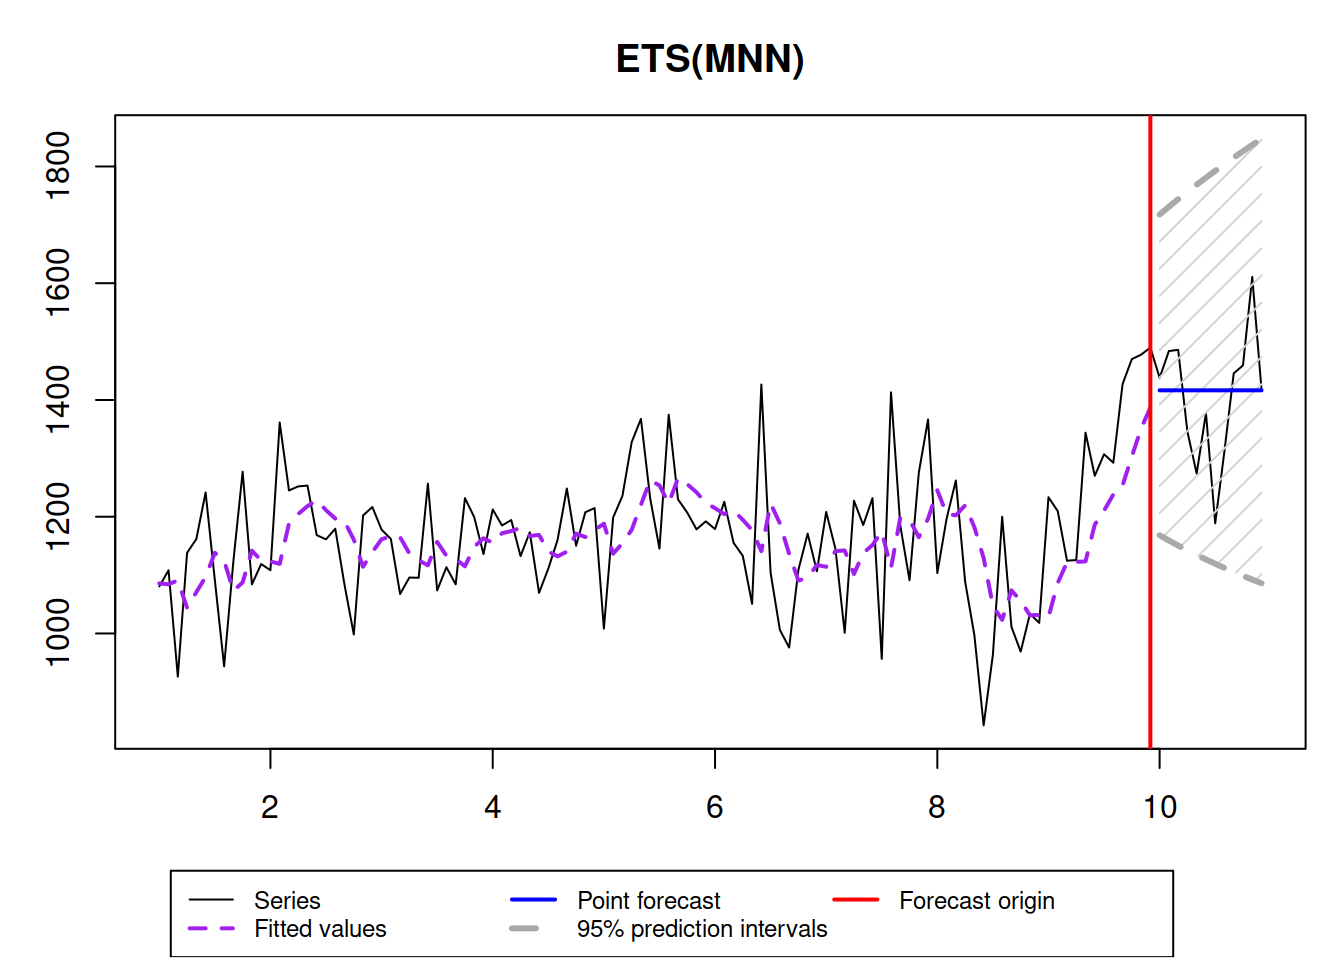 ETS(MNN)
1800
1600
1400
1200
1000
2 4 6 8 10
Series Point forecast Forecast origin
Fitted values 95% prediction intervals